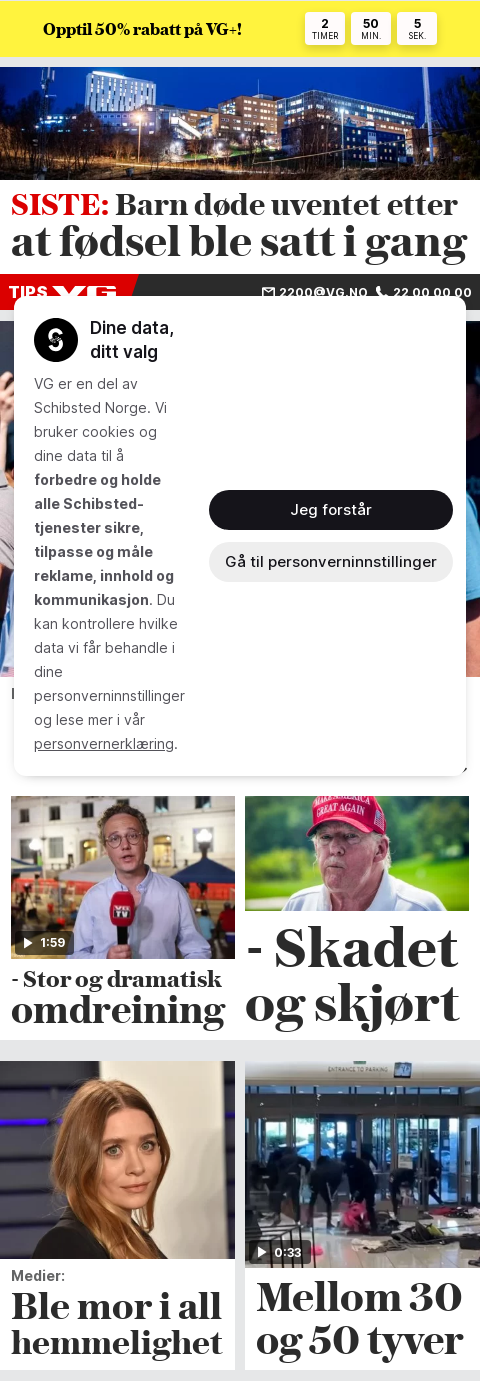 Opptil 50% rabatt på VG+!
2 50 5
TIMER MIN. SEK.
SISTE: Barn døde uventet etter
at fødsel ble satt i gang
TIPS VG 2200@VG.NO 22 00 00 00
Dine data,
ditt valg
VG er en del av
Schibsted Norge. Vi
bruker cookies og
dine data til å
forbedre og holde
alle Schibsted-
tjenester sikre,
tilpasse og måle
reklame, innhold og
kommunikasjon. Du
kan kontrollere hvilke
data vi får behandle i
dine
personverninnstillinger
og lese mer i vår
personvernerklæring.
Jeg forstår
Gå til personverninnstillinger
VG
TV
1:59
- Stor og dramatisk
omdreining
MAKE AMERICA
GREAT AGAIN
- Skadet
og skjørt
Medier:
Ble mor i all
hemmelighet
ENTRANCE TO PARKING
0:33
Mellom 30
og 50 tyver